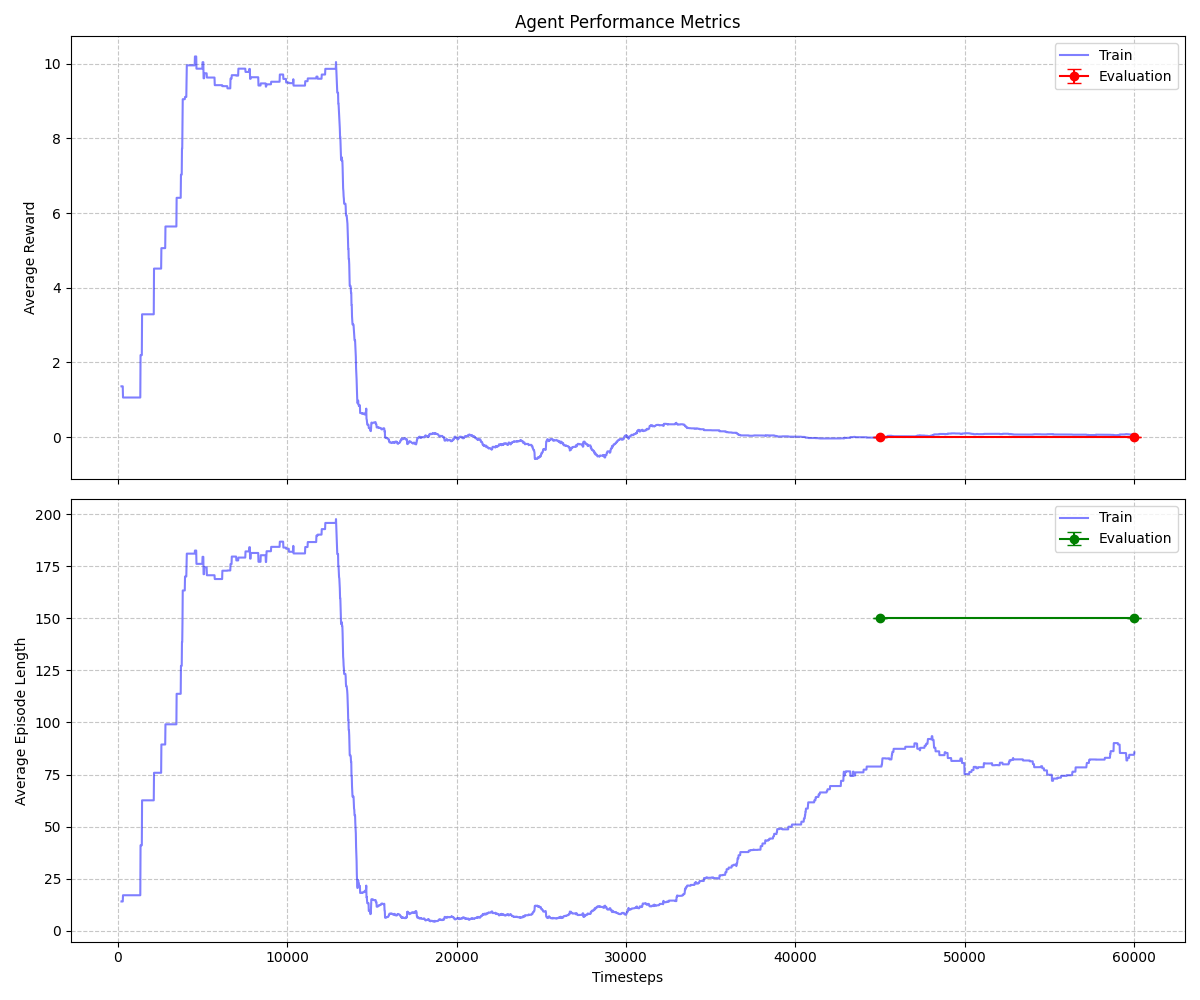 Agent Performance Metrics
Average Reward
10
8
6
4
2
0
Train
Evaluation
Average Episode Length
200
175
150
125
100
75
50
25
0
Train
Evaluation
0 10000 20000 30000 40000 50000 60000
Timesteps